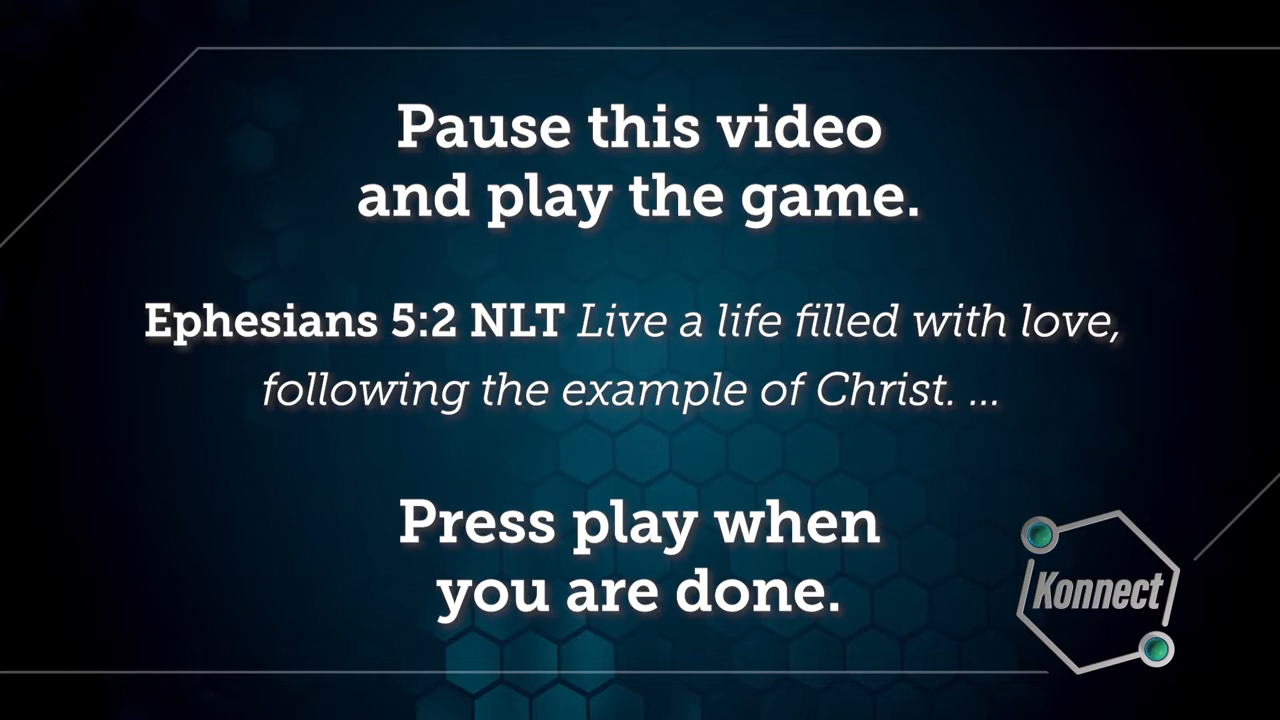 Pause this video
and play the game.
Ephesians 5:2 NLT Live a life filled with love,
following the example of Christ. ...
Press play when
you are done.
Konnect